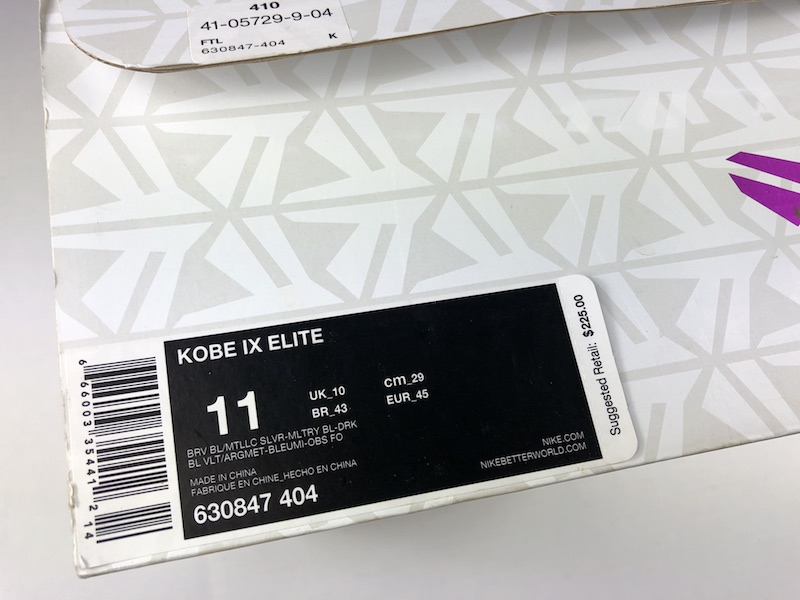 410
41-05729-9-04
FTL K
630847-404
KOBE IX ELITE
11
UK_10
BR_43
cm_29
EUR_45
BRV BL/MTLLC SLVR-MLTRY BL-DRK
BL VLT/ARGMET-BLEUMI-OBS FO
MADE IN CHINA
FABRIQUE EN CHINE_HECHO EN CHINA
630847 404
NIKE.COM
NIKEBETTERWORLD.COM
Suggested Retail: $225.00
6 66003 35441 2 14